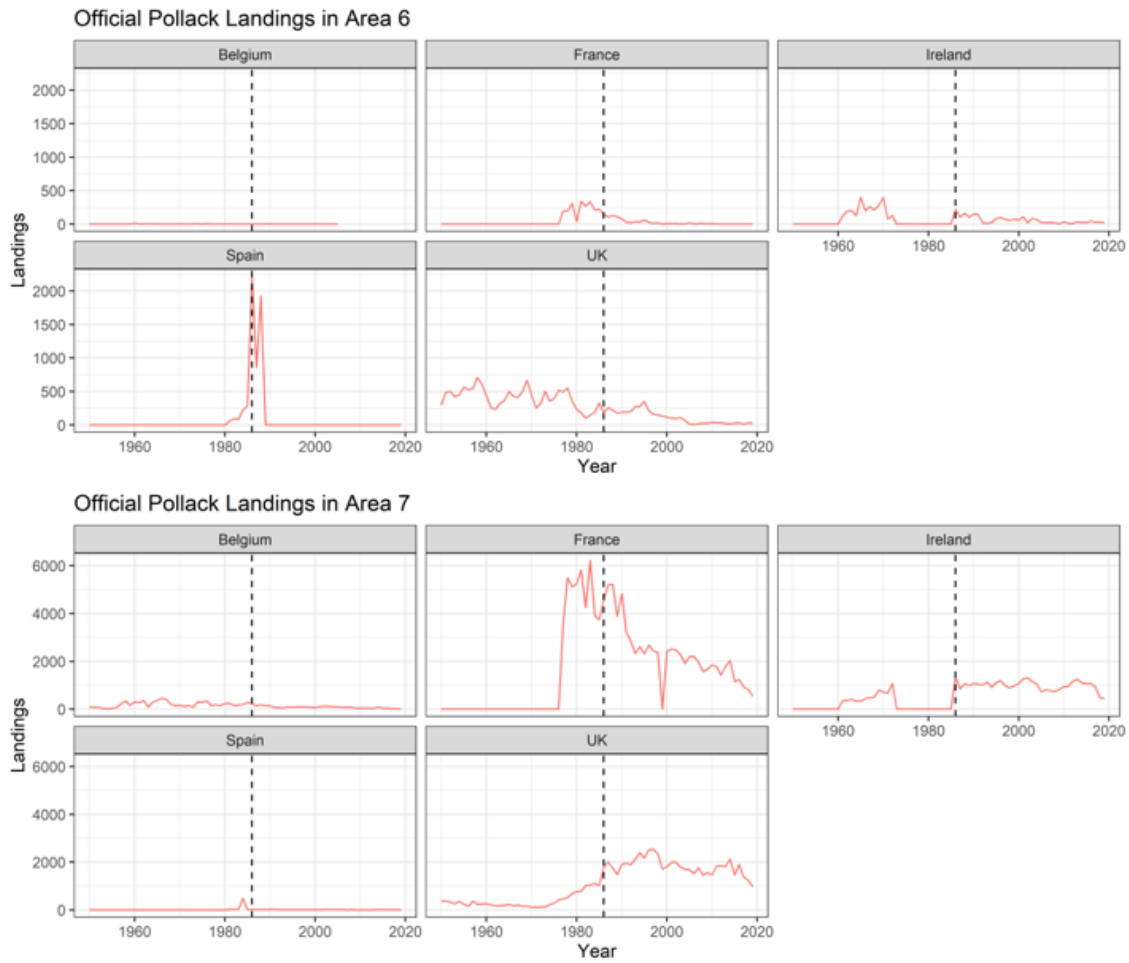 Official Pollack Landings in Area 6
Belgium France Ireland
2000
1500
1000
500
0
1960 1980 2000 2020
Spain UK
2000
1500
1000
500
0
1960 1980 2000 2020 1960 1980 2000 2020
Landings
Year
Official Pollack Landings in Area 7
Belgium France Ireland
6000
4000
2000
0
1960 1980 2000 2020
Spain UK
6000
4000
2000
0
1960 1980 2000 2020 1960 1980 2000 2020
Landings
Year